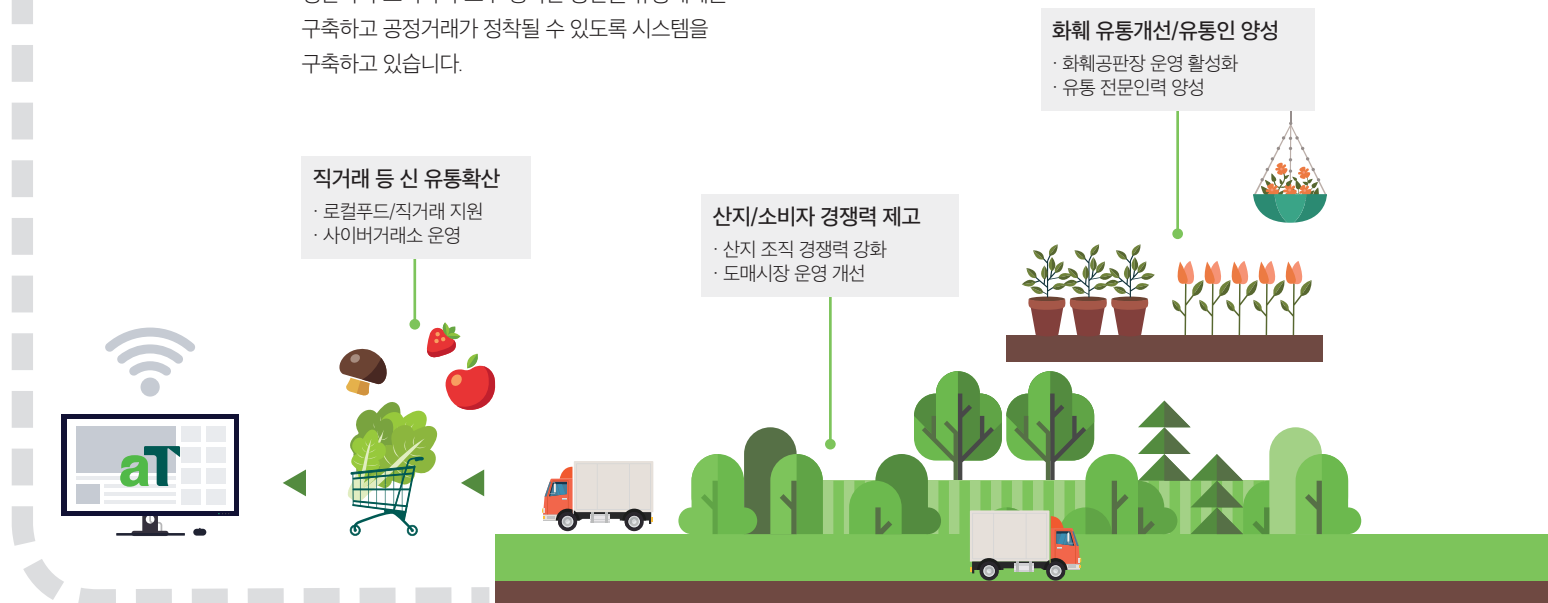 구축하고 공정거래가 정착될 수 있도록 시스템을
구축하고 있습니다.
화훼 유통개선/유통인 양성
· 화훼공판장 운영 활성화
· 유통 전문인력 양성
직거래 등 신 유통확산
· 로컬푸드/직거래 지원
· 사이버거래소 운영
산지/소비자 경쟁력 제고
· 산지 조직 경쟁력 강화
· 도매시장 운영 개선
aT